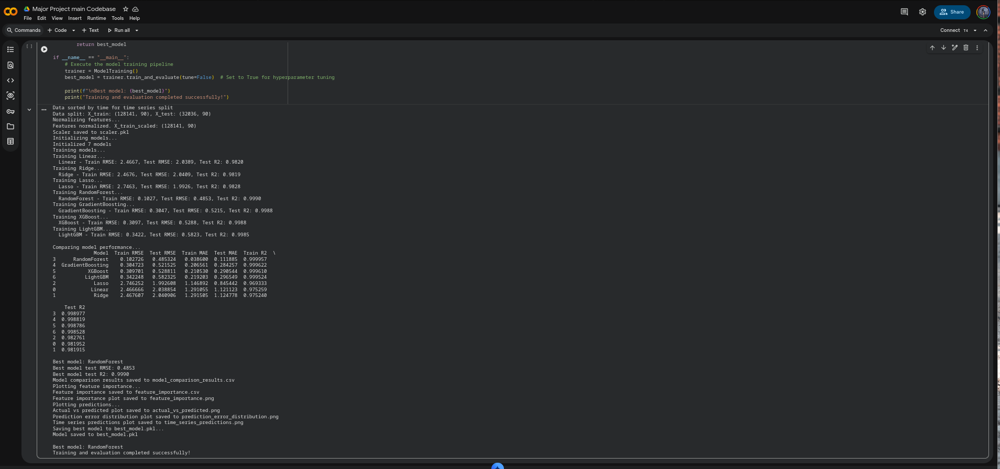 Major Project main Codebase
File Edit View Insert Runtime Tools Help
Share
Commands + Code + Text Run all
Connect T4
[ ]
return best_model
if __name__ == "__main__":
# Execute the model training pipeline
trainer = ModelTraining()
best_model = trainer.train_and_evaluate(tune=False)  # Set to True for hyperparameter tuning
print(f"\nBest model: {best_model}")
print("Training and evaluation completed successfully!")
Data sorted by time for time series split
Data split: X_train: (128141, 90), X_test: (32036, 90)
Normalizing features...
Features normalized. X_train_scaled: (128141, 90)
Scaler saved to scaler.pkl
Initializing models...
Initialized 7 models
Training models...
Training Linear...
Linear - Train RMSE: 2.4667, Test RMSE: 2.0389, Test R2: 0.9820
Training Ridge...
Ridge - Train RMSE: 2.4676, Test RMSE: 2.0409, Test R2: 0.9819
Training Lasso...
Lasso - Train RMSE: 2.7463, Test RMSE: 1.9926, Test R2: 0.9828
Training RandomForest...
RandomForest - Train RMSE: 0.1027, Test RMSE: 0.4853, Test R2: 0.9990
Training GradientBoosting...
GradientBoosting - Train RMSE: 0.3047, Test RMSE: 0.5215, Test R2: 0.9988
Training XGBoost...
XGBoost - Train RMSE: 0.3097, Test RMSE: 0.5288, Test R2: 0.9988
Training LightGBM...
LightGBM - Train RMSE: 0.3422, Test RMSE: 0.5823, Test R2: 0.9985
Comparing model performance...
Model  Train RMSE  Test RMSE  Train MAE  Test MAE  Train R2  \
3 RandomForest 0.102726 0.485324 0.038600 0.111885 0.999957
4 GradientBoosting 0.304723 0.521525 0.206561 0.284257 0.999622
5 XGBoost 0.309701 0.528811 0.210530 0.290544 0.999610
6 LightGBM 0.342248 0.582325 0.219203 0.296549 0.999524
2 Lasso 2.746252 1.992608 1.146892 0.845442 0.969333
0 Linear 2.466666 2.038854 1.291055 1.121123 0.975259
1 Ridge 2.467607 2.040906 1.291505 1.124778 0.975240
Test R2
3 0.998977
4 0.998819
5 0.998786
6 0.998528
2 0.982761
0 0.981952
1 0.981915
Best model: RandomForest
Best model test RMSE: 0.4853
Best model test R2: 0.9990
Model comparison results saved to model_comparison_results.csv
Plotting feature importance...
Feature importance saved to feature_importance.csv
Feature importance plot saved to feature_importance.png
Plotting predictions...
Actual vs predicted plot saved to actual_vs_predicted.png
Prediction error distribution plot saved to prediction_error_distribution.png
Time series predictions plot saved to time_series_predictions.png
Saving best model to best_model.pkl...
Model saved to best_model.pkl
Best model: RandomForest
Training and evaluation completed successfully!